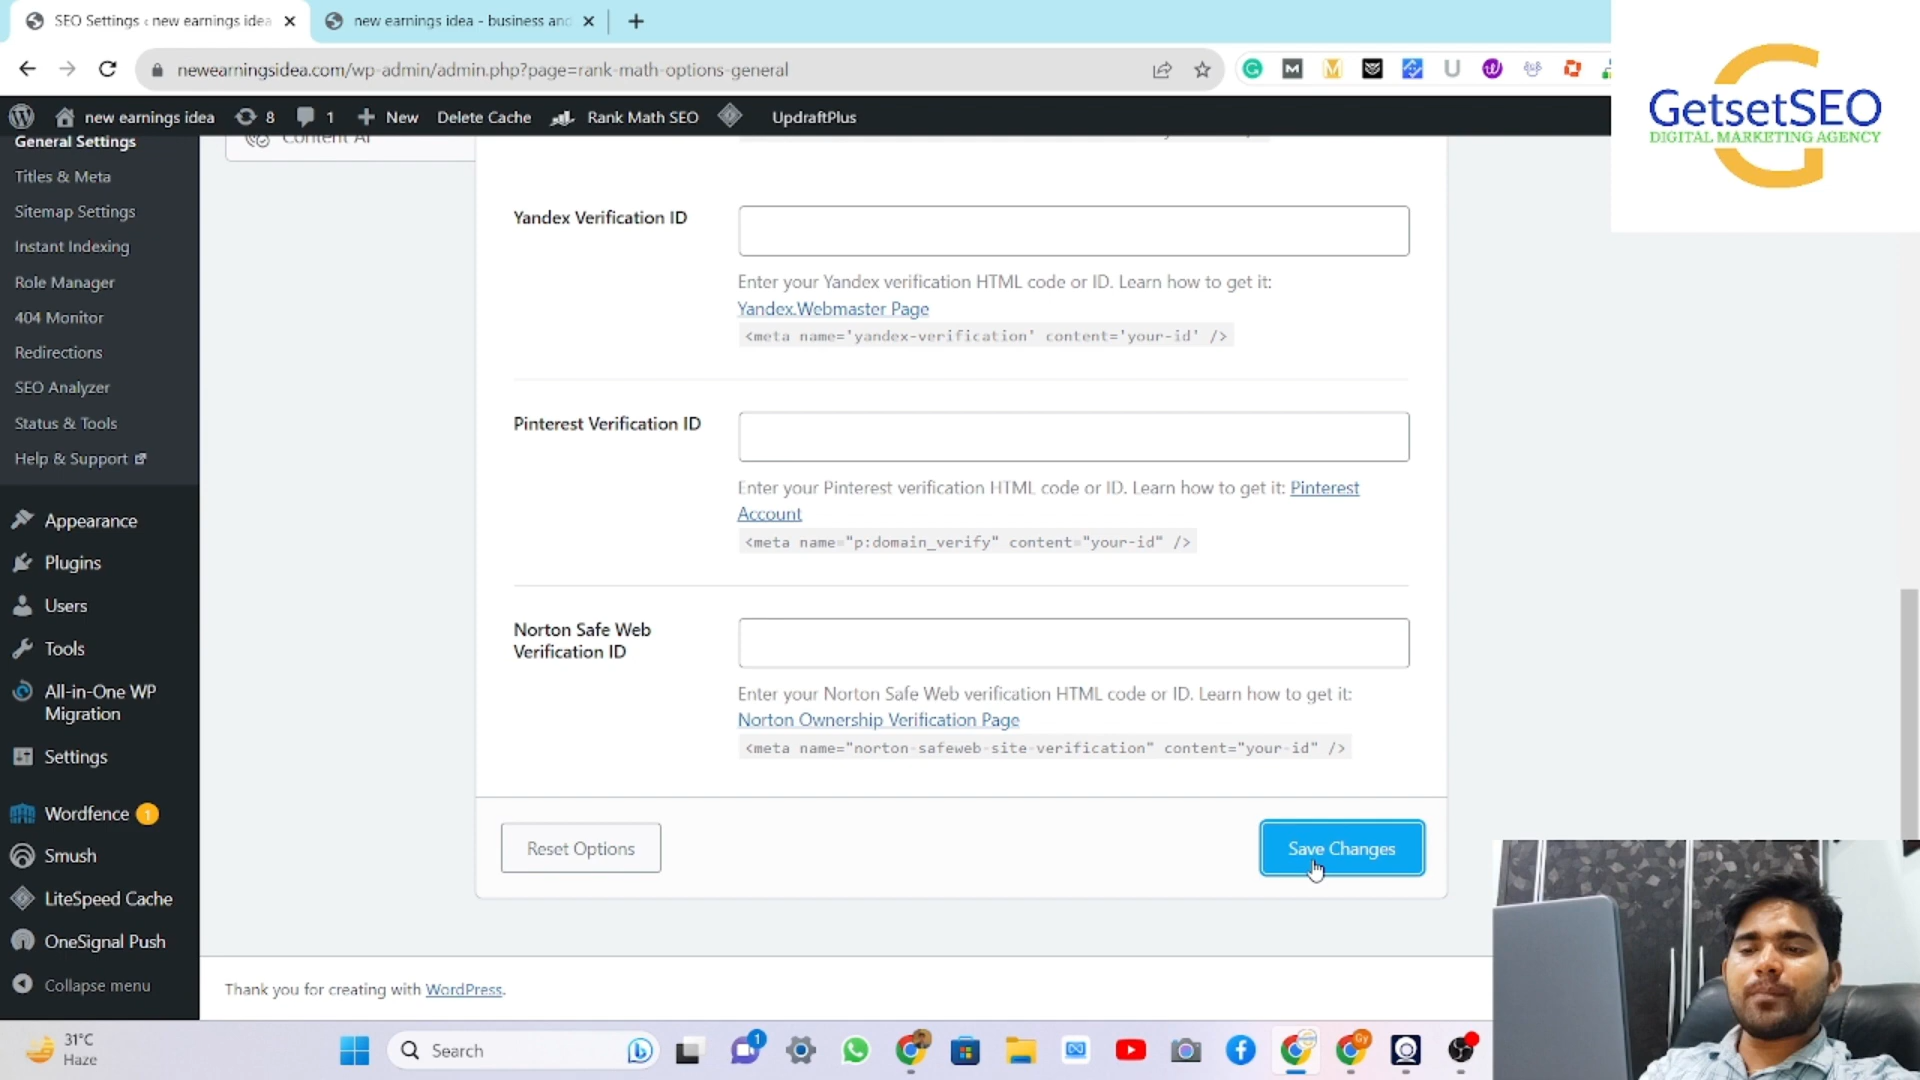 SEO Settings ‹ new earnings idea
new earnings idea - business and
newearningsidea.com/wp-admin/admin.php?page=rank-math-options-general
GetsetSEO
DIGITAL MARKETING AGENCY
new earnings idea
8
1
New
Delete Cache
Rank Math SEO
UpdraftPlus
General Settings
Titles & Meta
Sitemap Settings
Instant Indexing
Role Manager
404 Monitor
Redirections
SEO Analyzer
Status & Tools
Help & Support
Appearance
Plugins
Users
Tools
All-in-One WP
Migration
Settings
Wordfence 1
Smush
LiteSpeed Cache
OneSignal Push
Collapse menu
Content AI
Yandex Verification ID
Enter your Yandex verification HTML code or ID. Learn how to get it:
Yandex.Webmaster Page
<meta name='yandex-verification' content='your-id' />
Pinterest Verification ID
Enter your Pinterest verification HTML code or ID. Learn how to get it: Pinterest
Account
<meta name="p:domain_verify" content="your-id" />
Norton Safe Web
Verification ID
Enter your Norton Safe Web verification HTML code or ID. Learn how to get it:
Norton Ownership Verification Page
<meta name="norton-safeweb-site-verification" content="your-id" />
Reset Options
Save Changes
Thank you for creating with WordPress.
31°C
Haze
Search
1
Gy